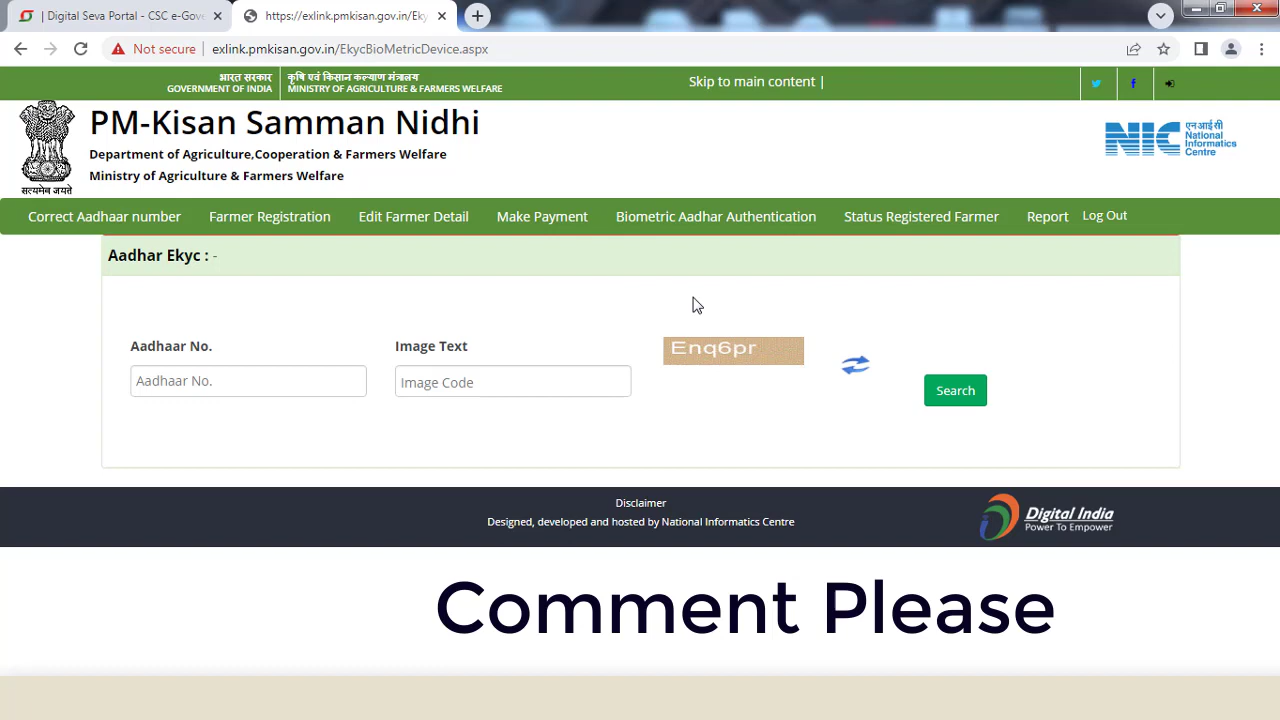 | Digital Seva Portal - CSC e-Gove
https://exlink.pmkisan.gov.in/Eky
Not secure
exlink.pmkisan.gov.in/EkycBioMetricDevice.aspx
भारत सरकार
GOVERNMENT OF INDIA
कृषि एवं किसान कल्याण मंत्रालय
MINISTRY OF AGRICULTURE & FARMERS WELFARE
Skip to main content |
सत्यमेव जयते
PM-Kisan Samman Nidhi
Department of Agriculture,Cooperation & Farmers Welfare
Ministry of Agriculture & Farmers Welfare
NIC
एन आई सी
National
Informatics
Centre
Correct Aadhaar number Farmer Registration Edit Farmer Detail Make Payment Biometric Aadhar Authentication Status Registered Farmer Report Log Out
Aadhar Ekyc : -
Aadhaar No. Image Text
Enq6pr
Aadhaar No. Image Code
Search
Disclaimer
Designed, developed and hosted by National Informatics Centre
Digital India
Power To Empower
Comment Please